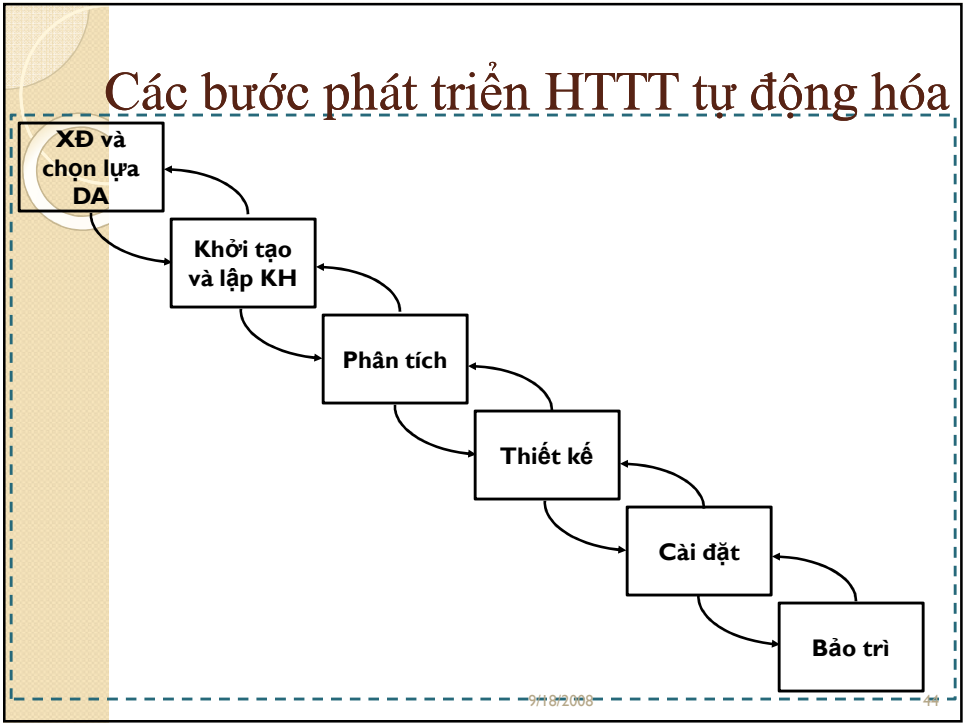 Các bước phát triển HTTT tự động hóa
XĐ và
chọn lựa
DA
Khởi tạo
và lập KH
Phân tích
Thiết kế
Cài đặt
Bảo trì
9/18/2008
44